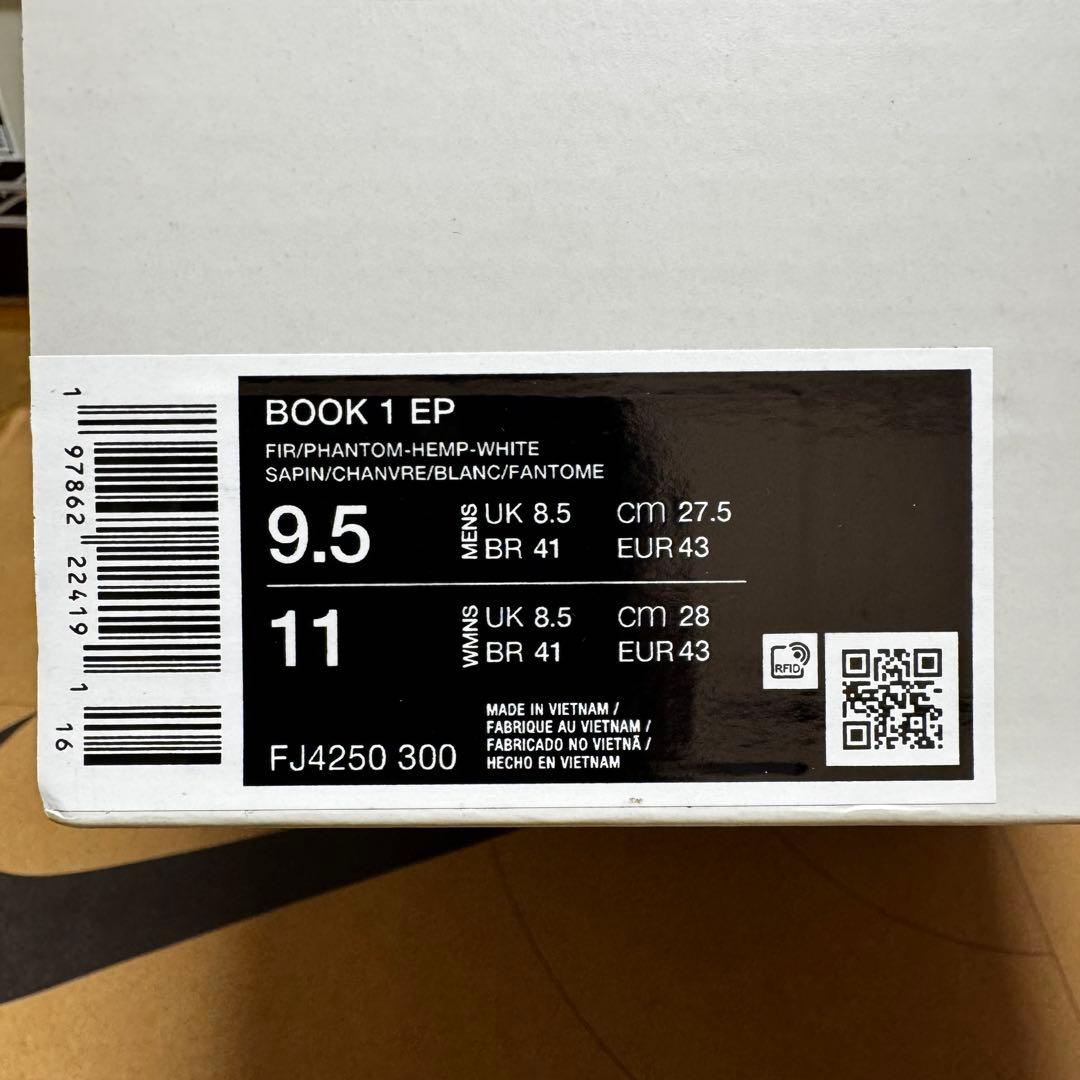 BOOK 1 EP
FIR/PHANTOM-HEMP-WHITE
SAPIN/CHANVRE/BLANC/FANTOME
9.5
MENS
UK 8.5 cm 27.5
BR 41 EUR 43
11
WMNS
UK 8.5 cm 28
BR 41 EUR 43
RFID
MADE IN VIETNAM /
FABRIQUE AU VIETNAM /
FABRICADO NO VIETNÃ /
HECHO EN VIETNAM
FJ4250 300
1 97862 22419 1 16